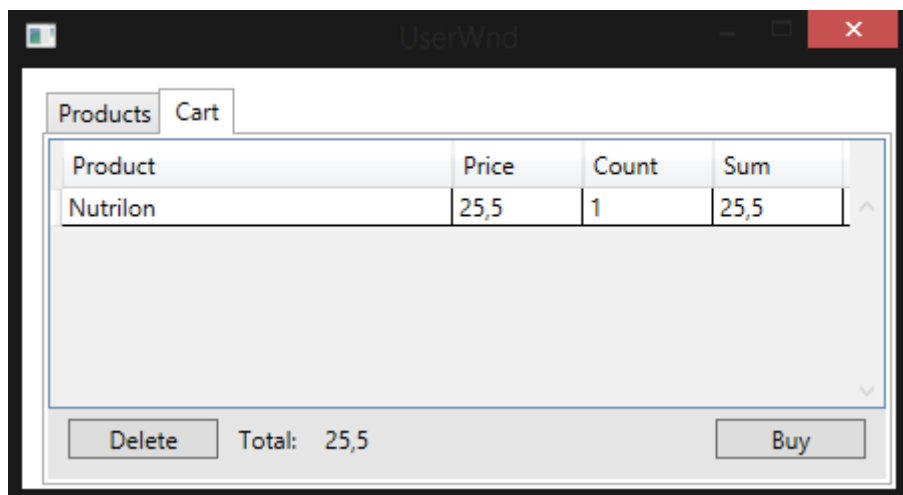 UserWnd
Products Cart
Product Price Count Sum
Nutrilon 25,5 1 25,5
Delete Total: 25,5 Buy